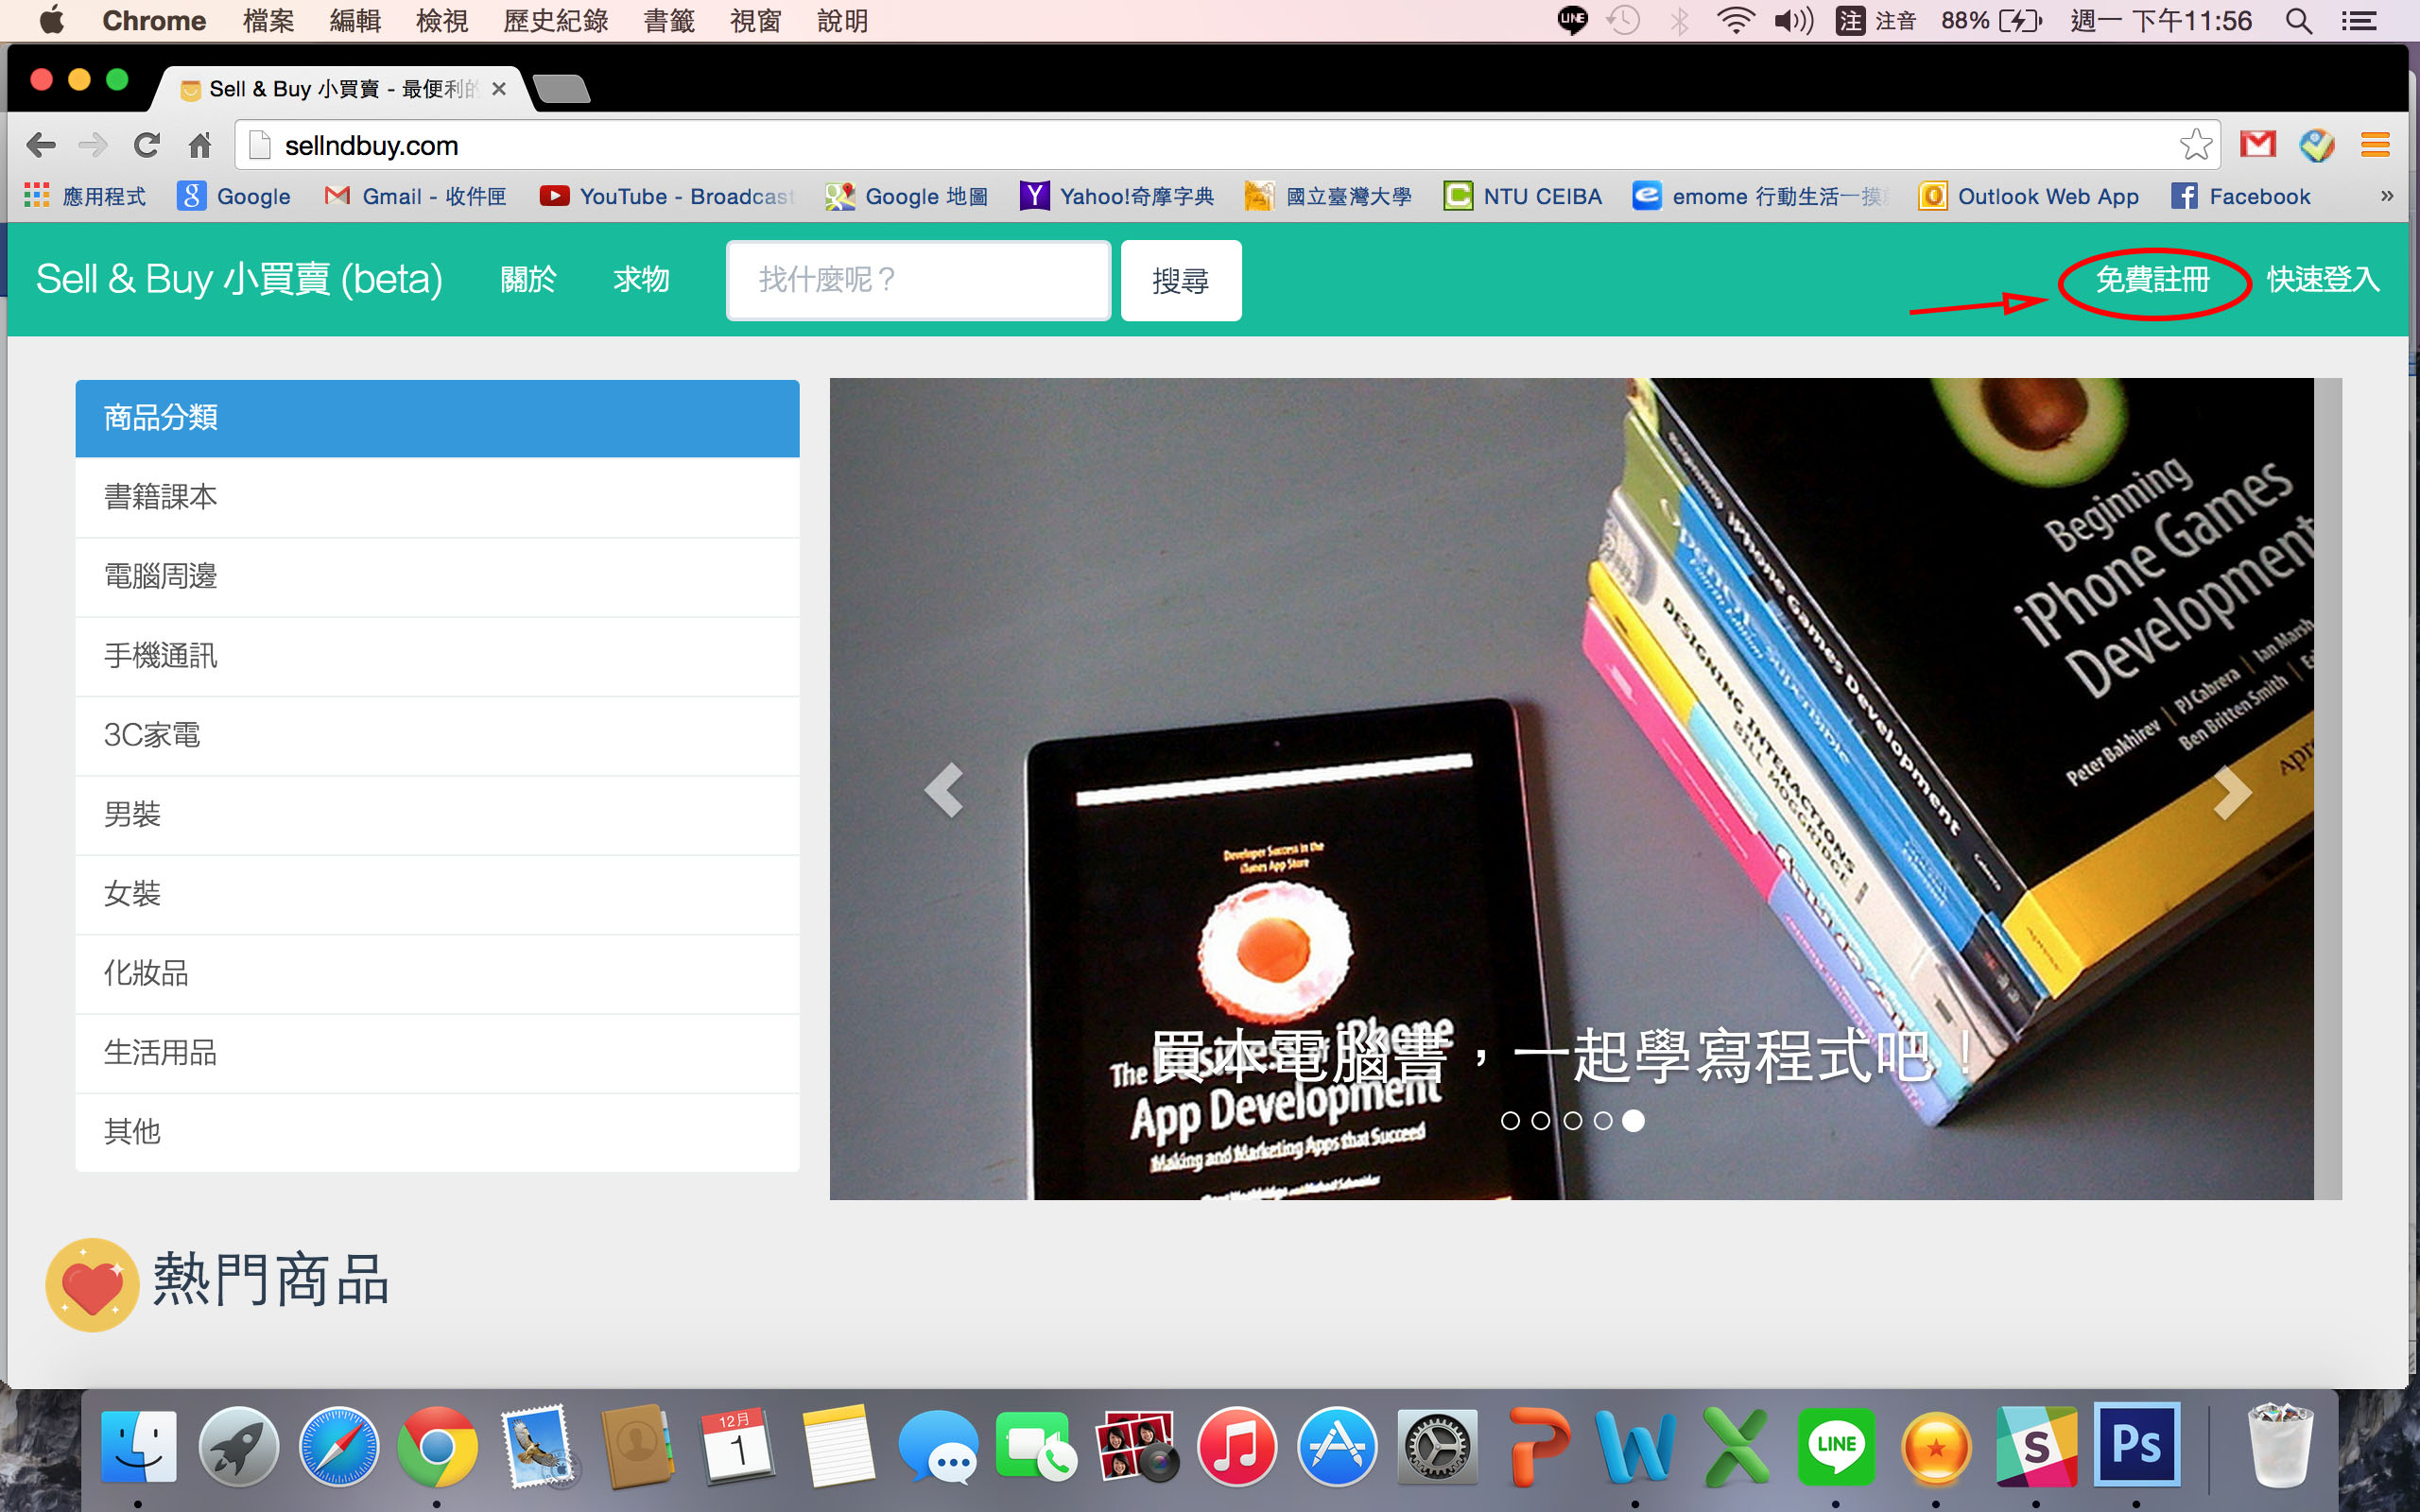 Chrome 檔案 編輯 檢視 歷史紀錄 書籤 視窗 說明 LINE 注 注音 88% 週一 下午11:56
Sell & Buy 小買賣 - 最便利的
sellndbuy.com
應用程式 Google Gmail - 收件匣 YouTube - Broadcast Google 地圖 Yahoo!奇摩字典 國立臺灣大學 NTU CEIBA emome 行動生活一摸 Outlook Web App Facebook »
Sell & Buy 小買賣 (beta) 關於 求物 找什麼呢？ 搜尋 免費註冊 快速登入
商品分類
書籍課本
電腦周邊
手機通訊
3C家電
男裝
女裝
化妝品
生活用品
其他
Beginning
iPhone Games
Development
Peter Bakhirev | PJ Cabrera | Ian Marsh
Ben Britten Smith
Apr
iPhone Games Development
Cabrera
DESIGNING INTERACTIONS
BILL MOGGRIDGE
Developer Success in the
iTunes App Store
The Business of iPhone
App Development
Making and Marketing Apps that Succeed
買本電腦書，一起學寫程式吧！
熱門商品
12月
1
LINE
S
Ps